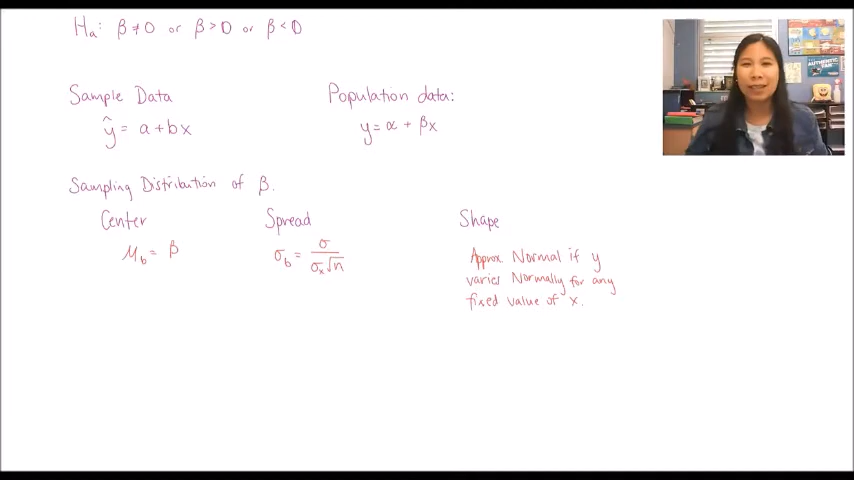 Ha: β ≠ 0 or β > 0 or β < 0
Sample Data
ŷ = a + bx
Population data:
y = α + βx
Sampling Distribution of β.
Center
μb = β
Spread
σb = σ / σx√n
Shape
Approx. Normal if y
varies Normally for any
fixed value of x.
AUTHENTIC